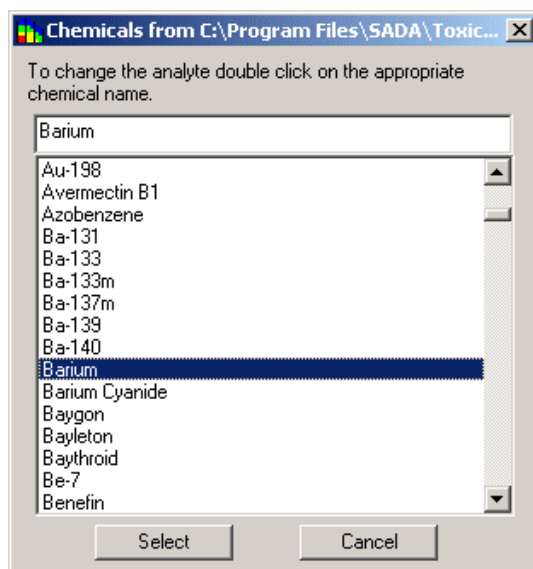 Chemicals from C:\Program Files\SADA\Toxic...
To change the analyte double click on the appropriate
chemical name.
Barium
Au-198
Avermectin B1
Azobenzene
Ba-131
Ba-133
Ba-133m
Ba-137m
Ba-139
Ba-140
Barium
Barium Cyanide
Baygon
Bayleton
Baythroid
Be-7
Benefin
Select Cancel